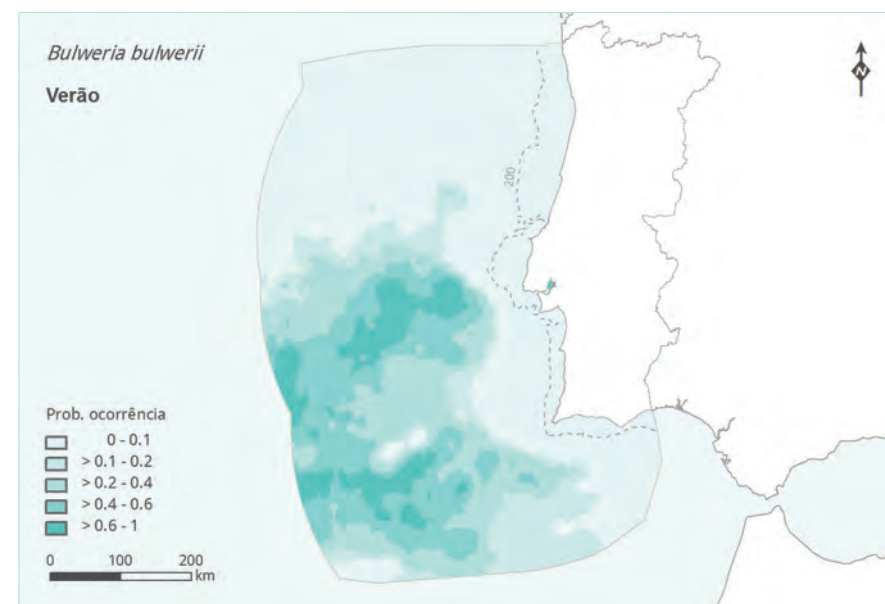 Bulweria bulwerii
Verão
N
200
Prob. ocorrência
0 - 0.1
> 0.1 - 0.2
> 0.2 - 0.4
> 0.4 - 0.6
> 0.6 - 1
0 100 200
km